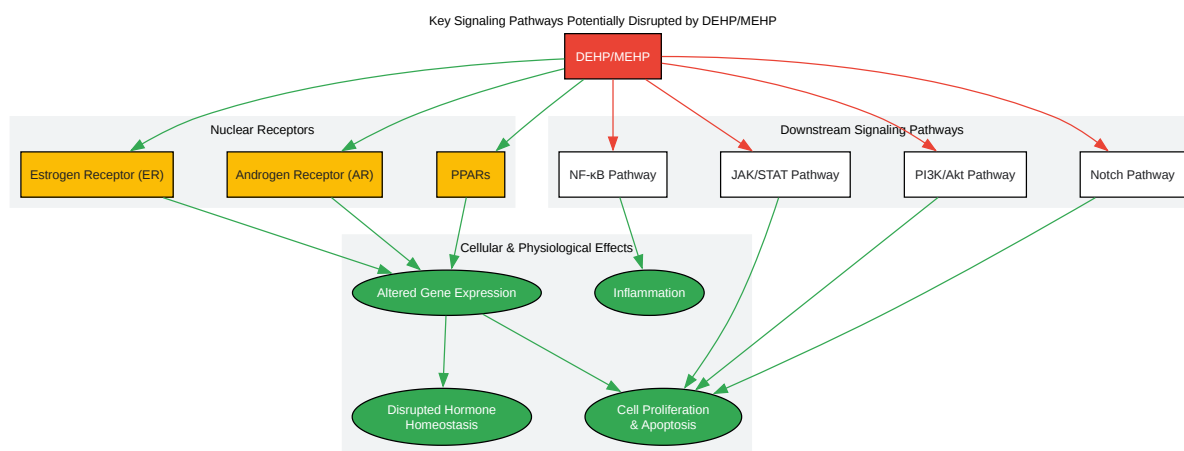 Key Signaling Pathways Potentially Disrupted by DEHP/MEHP
DEHP/MEHP
Nuclear Receptors
Downstream Signaling Pathways
Estrogen Receptor (ER)
Androgen Receptor (AR)
PPARs
NF-κB Pathway
JAK/STAT Pathway
PI3K/Akt Pathway
Notch Pathway
Cellular & Physiological Effects
Altered Gene Expression
Inflammation
Disrupted Hormone
Homeostasis
Cell Proliferation
& Apoptosis